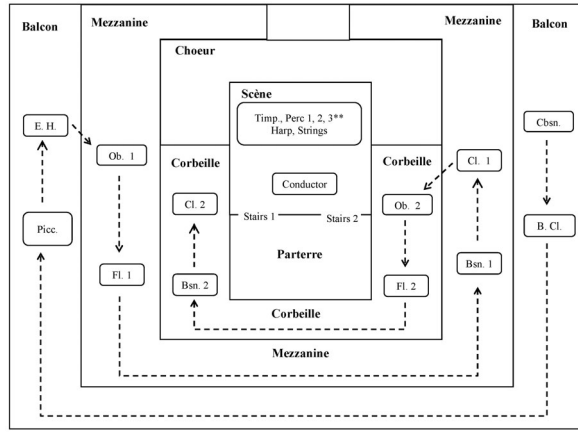 Balcon
Mezzanine
Mezzanine
Balcon
Choeur
Scène
Timp., Perc 1, 2, 3**
Harp, Strings
E. H.
Cbsn.
Ob. 1
Corbeille
Corbeille
Cl. 1
Conductor
Cl. 2
Ob. 2
Stairs 1
Stairs 2
Picc.
B. Cl.
Parterre
Fl. 1
Bsn. 2
Fl. 2
Bsn. 1
Corbeille
Mezzanine